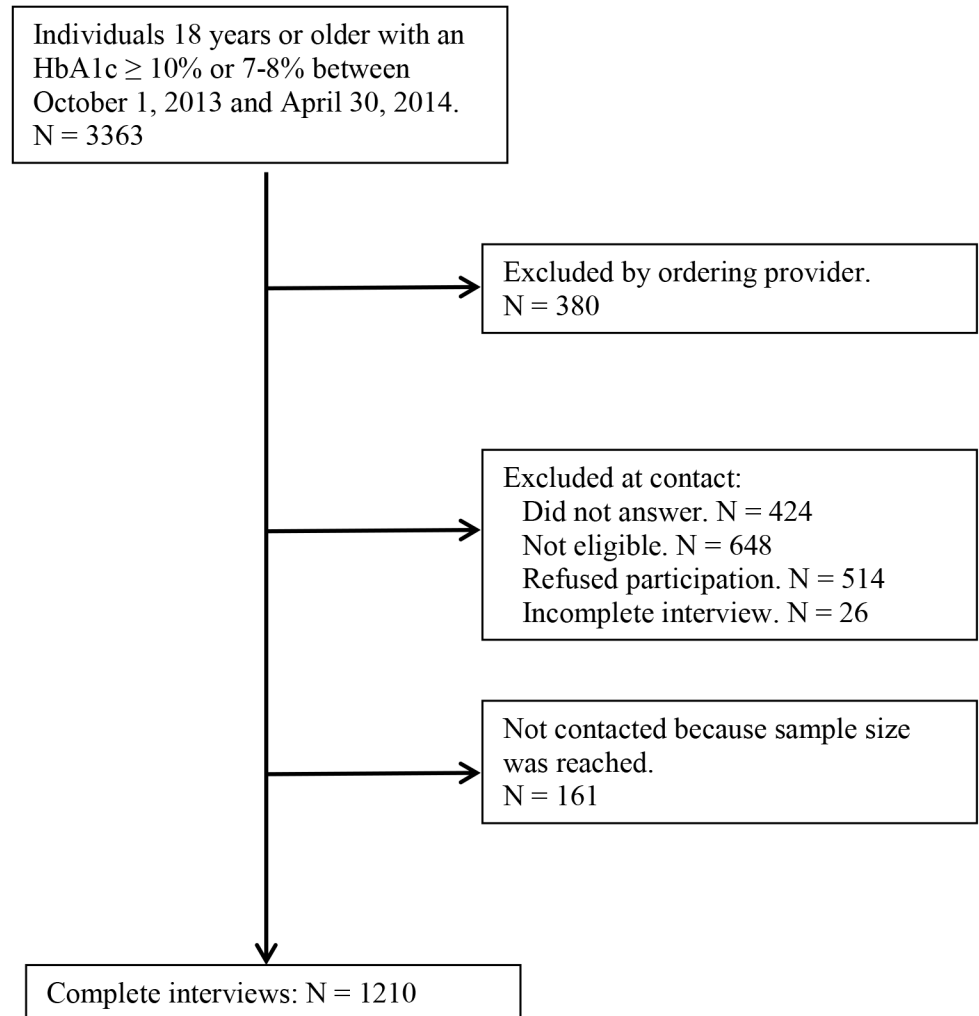 Individuals 18 years or older with an
HbA1c ≥ 10% or 7-8% between
October 1, 2013 and April 30, 2014.
N = 3363
Excluded by ordering provider.
N = 380
Excluded at contact:
Did not answer. N = 424
Not eligible. N = 648
Refused participation. N = 514
Incomplete interview. N = 26
Not contacted because sample size
was reached.
N = 161
Complete interviews: N = 1210